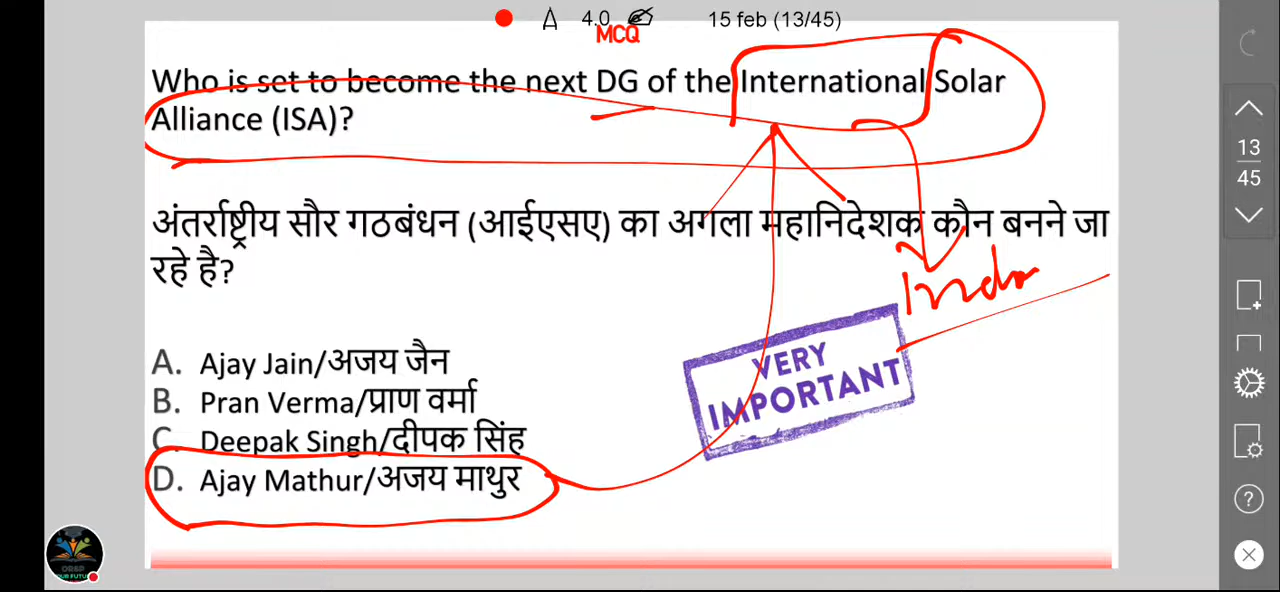 4.0
15 feb (13/45)
MCQ
Who is set to become the next DG of the International Solar
Alliance (ISA)?
अंतर्राष्ट्रीय सौर गठबंधन (आईएसए) का अगला महानिदेशक कौन बनने जा
रहे है?
India
A. Ajay Jain/अजय जैन
B. Pran Verma/प्राण वर्मा
C. Deepak Singh/दीपक सिंह
D. Ajay Mathur/अजय माथुर
VERY
IMPORTANT
13
45